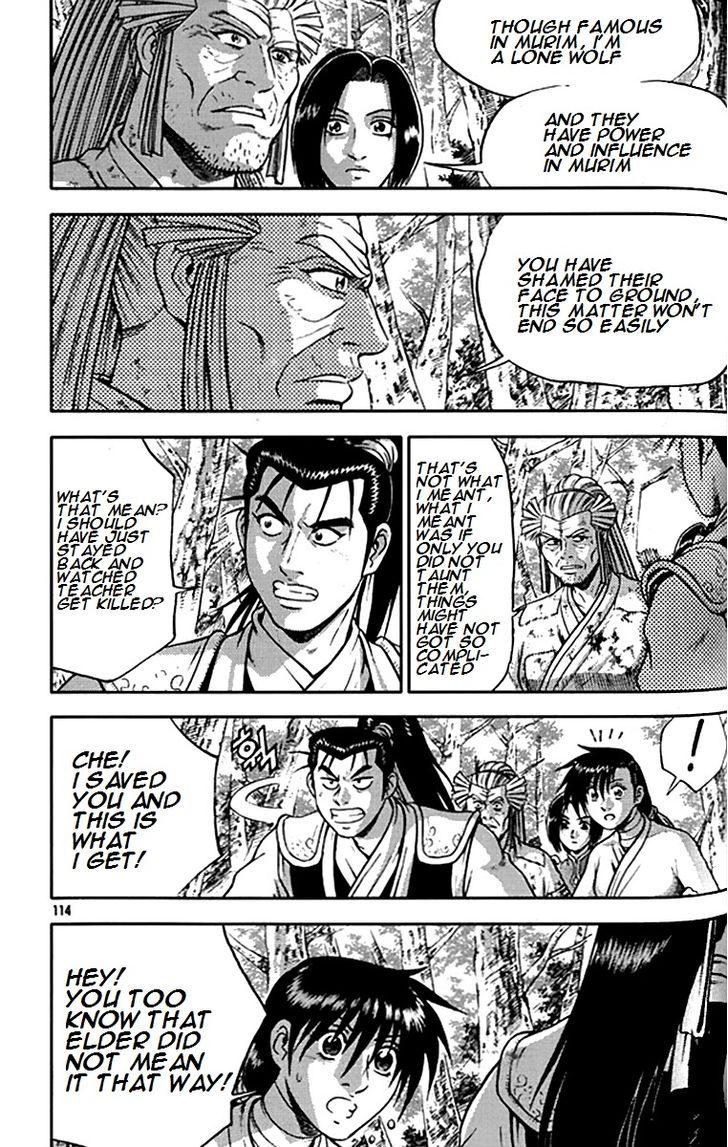 THOUGH FAMOUS
IN MURIM, I'M
A LONE WOLF
AND THEY
HAVE POWER
AND INFLUENCE
IN MURIM
YOU HAVE
SHAMED THEIR
FACE TO GROUND,
THIS MATTER WON'T
END SO EASILY
WHAT'S
THAT MEAN?
I SHOULD
HAVE JUST
STAYED
BACK AND
WATCHED
TEACHER
GET KILLED?
THAT'S
NOT WHAT
I MEANT,
WHAT I
MEANT
WAS IF
ONLY YOU
DID NOT
TAUNT
THEM
THINGS
MIGHT
HAVE NOT
GOT SO
COMPLI-
CATED
CHE!
I SAVED
YOU AND
THIS IS
WHAT
I GET!
!
114
HEY!
YOU TOO
KNOW THAT
ELDER DID
NOT MEAN
IT THAT WAY!